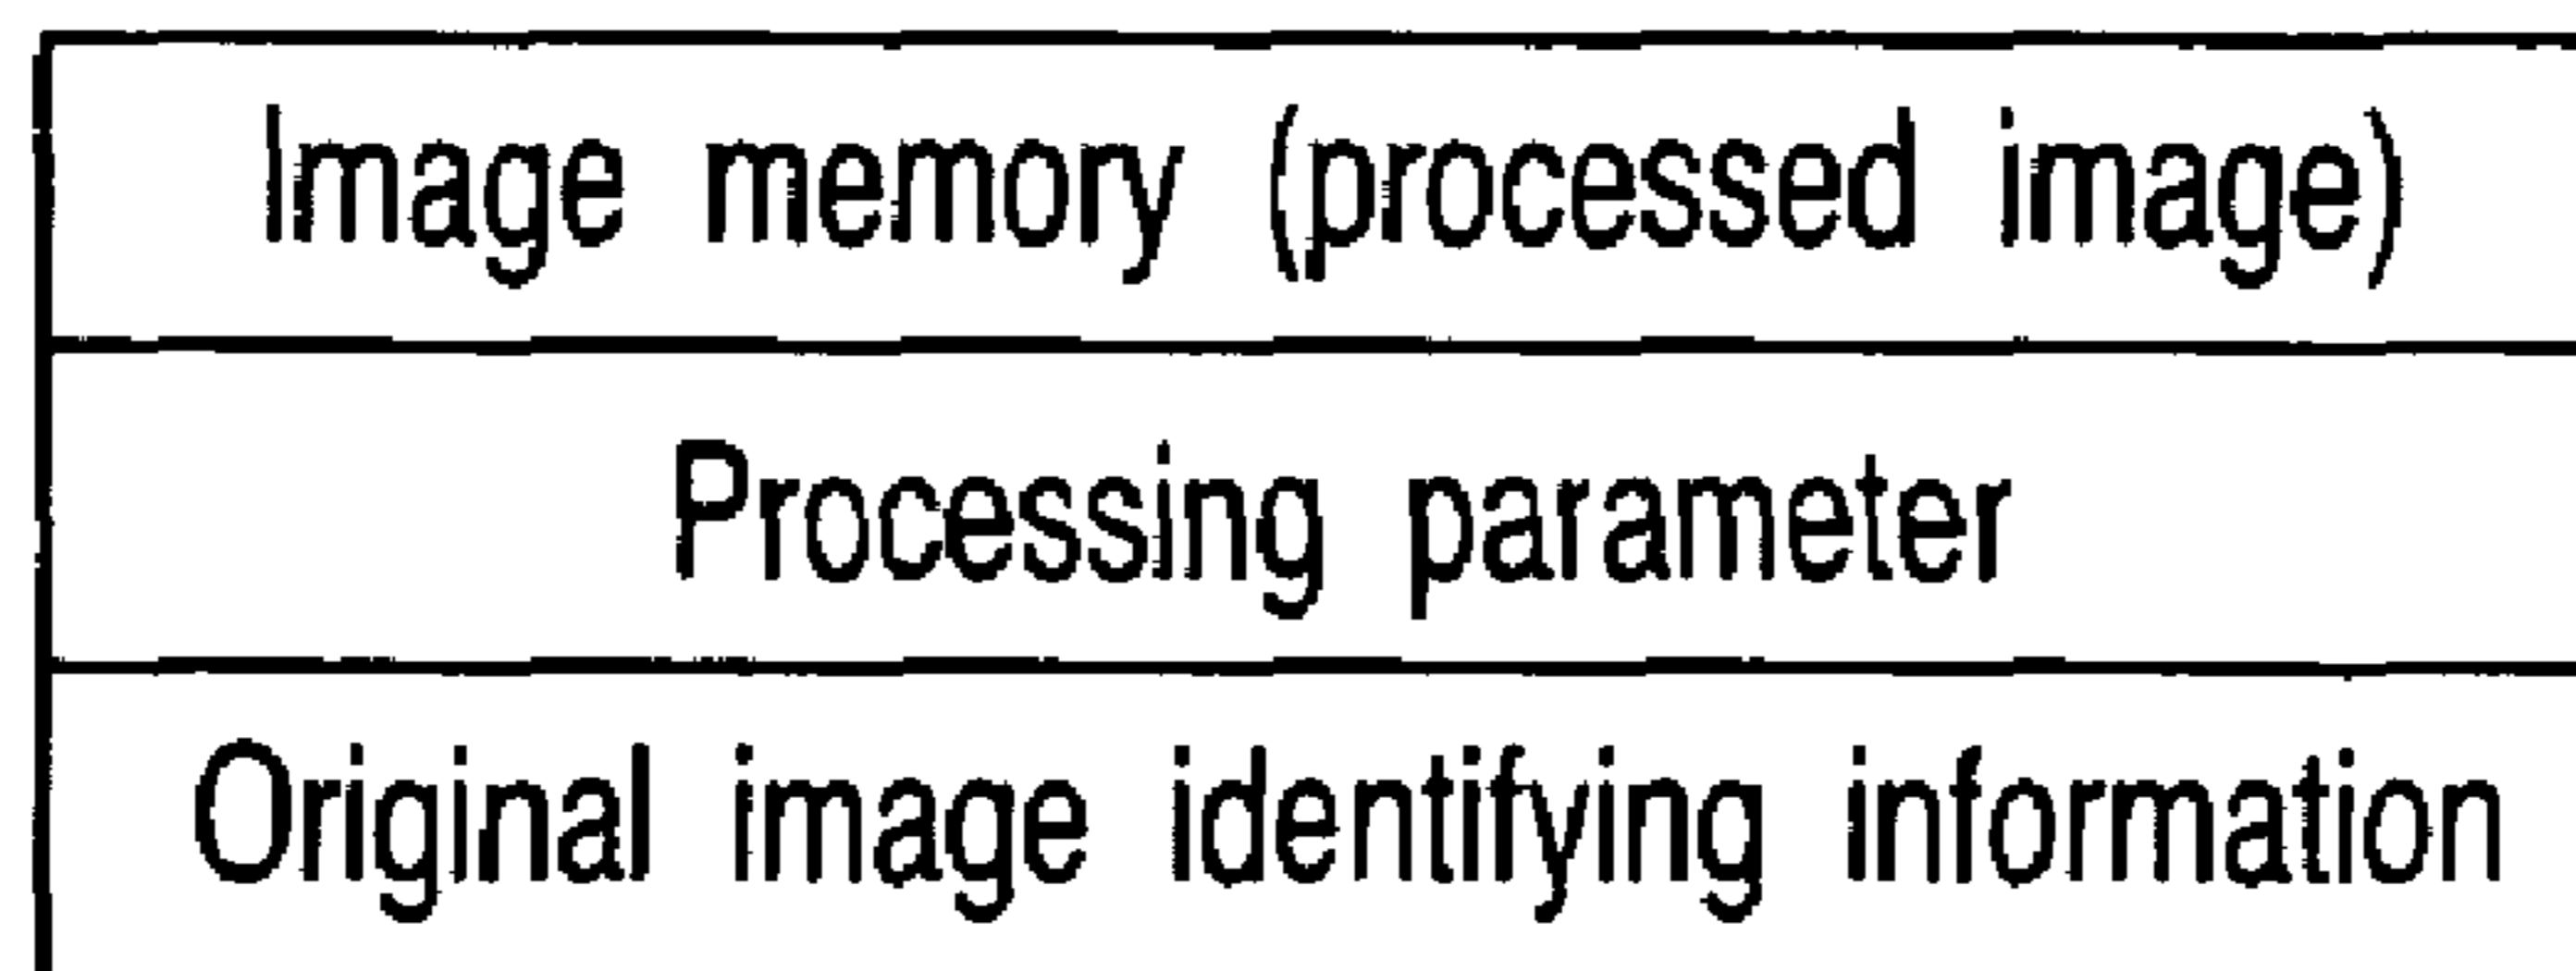 Image memory (processed image)
Processing parameter
Original image identifying information